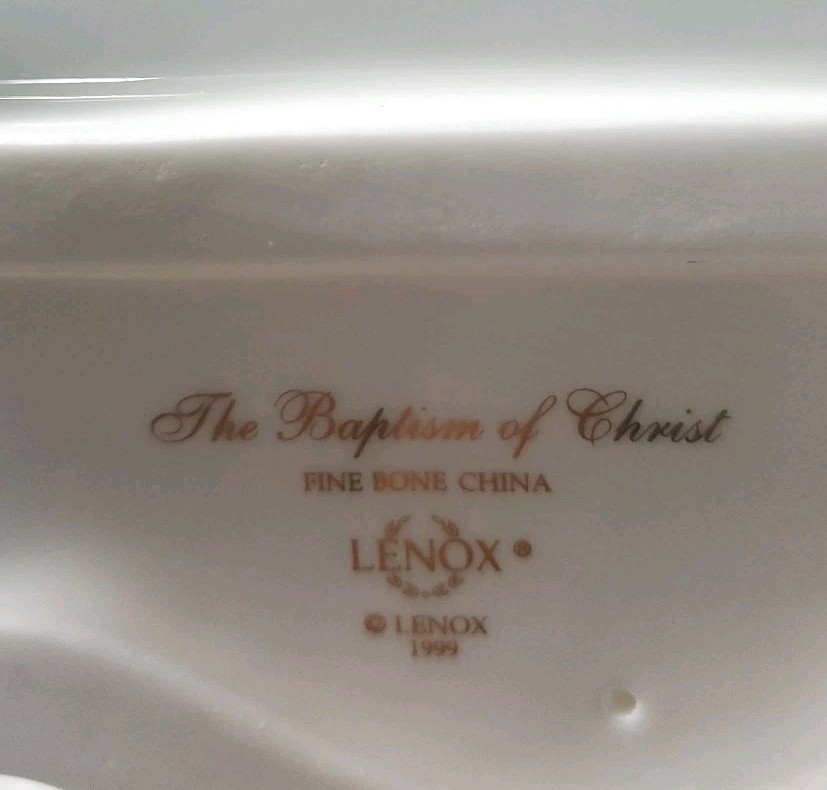 The Baptism of Christ
FINE BONE CHINA
LENOX ®
© LENOX
1999